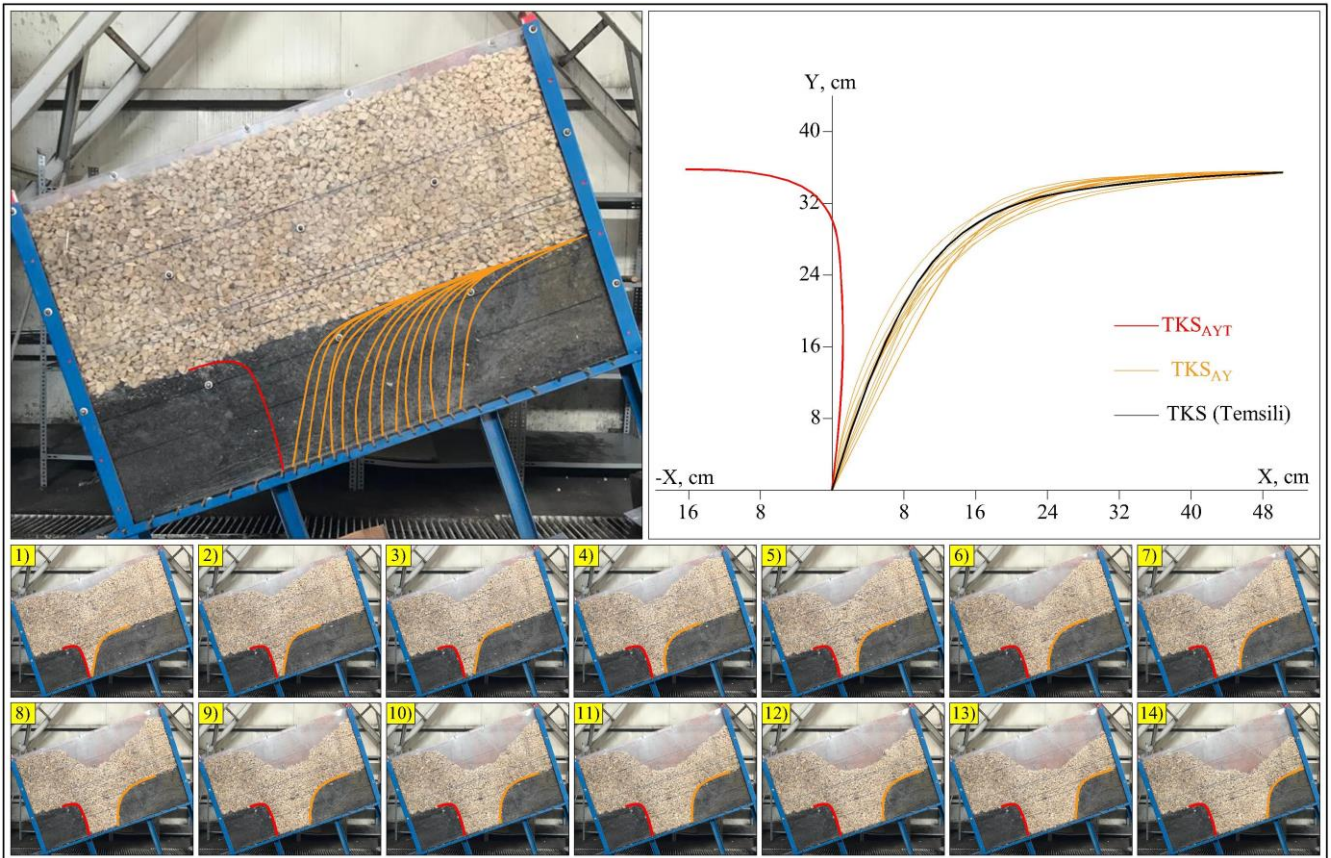 Y, cm
40
32
24
16
8
-X, cm
X, cm
16 8 8 16 24 32 40 48
TKS_AYT
TKS_AY
TKS (Temsili)
1) 2) 3) 4) 5) 6) 7)
8) 9) 10) 11) 12) 13) 14)